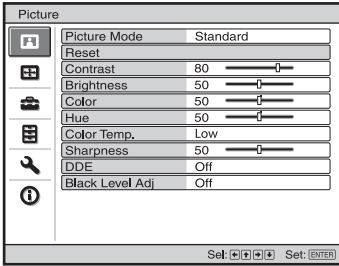 Picture
Picture Mode Standard
Reset
Contrast 80
Brightness 50
Color 50
Hue 50
Color Temp. Low
Sharpness 50
DDE Off
Black Level Adj Off
Sel: Set: ENTER